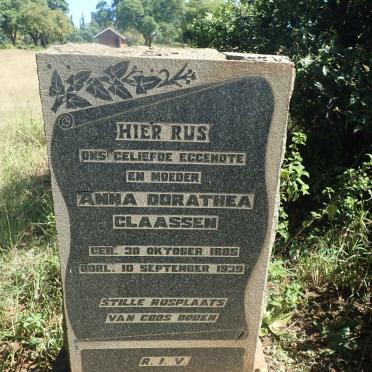 HIER RUS
ONS GELIEFDE EGGENOTE
EN MOEDER
ANNA DORATHEA
CLAASSEN
GEB. 30 OKTOBER 1885
OORL. 10 SEPTEMBER 1939
STILLE RUSPLAATS
VAN GODS DODEN
R. I. V.